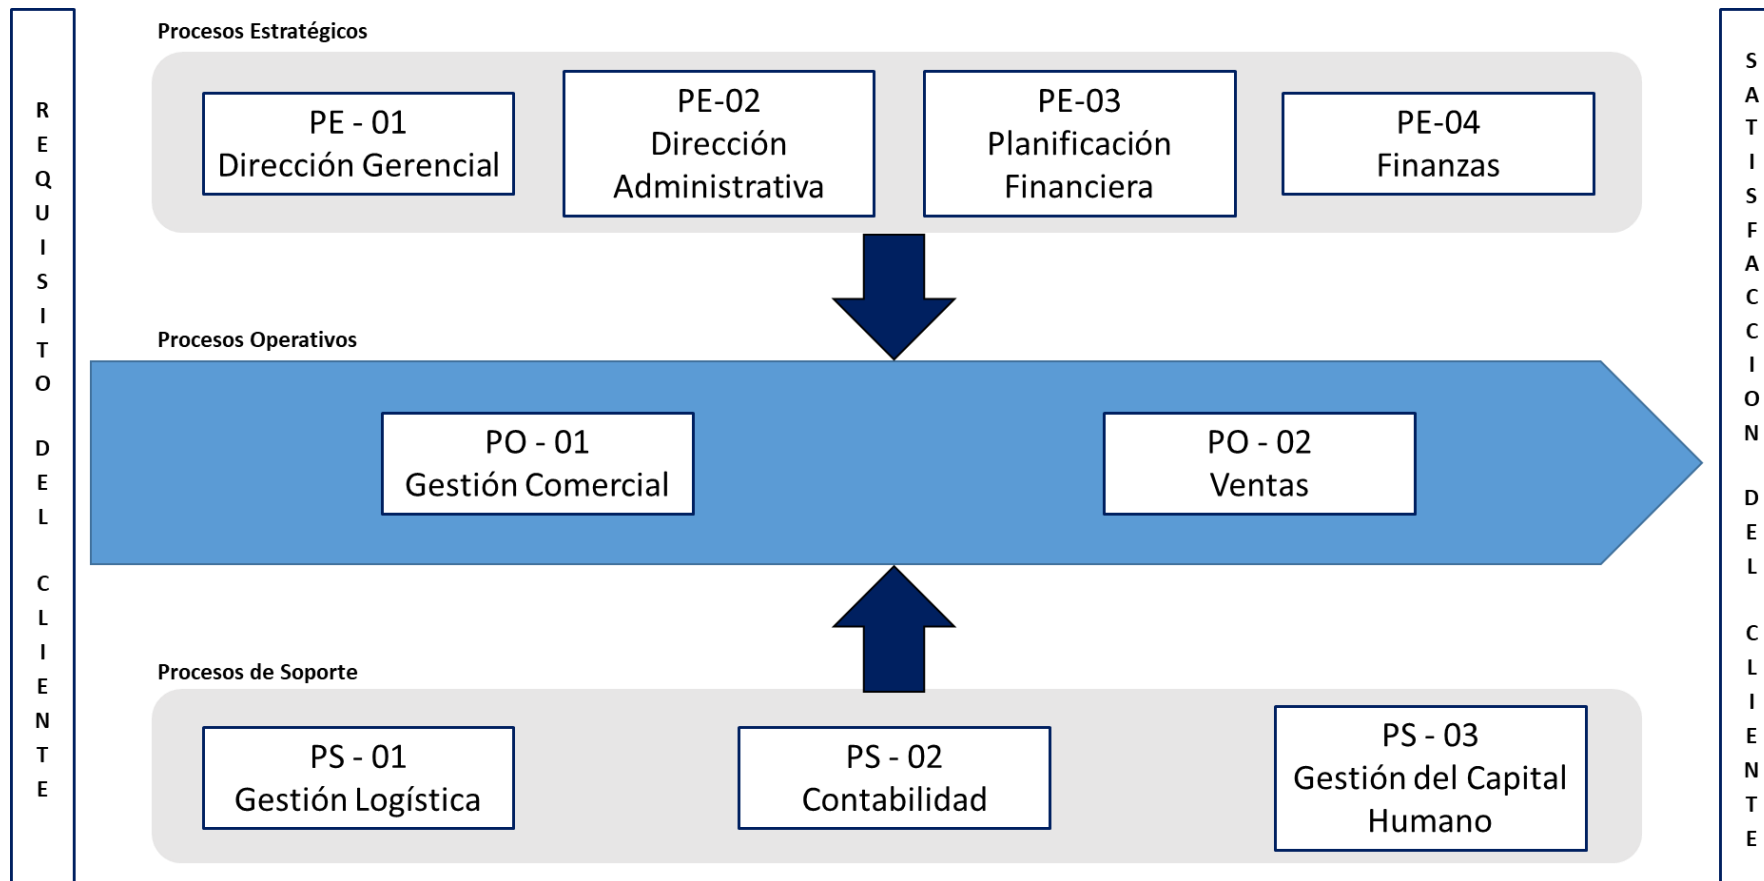 REQUISITO DEL CLIENTE
Procesos Estratégicos
PE - 01
Dirección Gerencial
PE-02
Dirección
Administrativa
PE-03
Planificación
Financiera
PE-04
Finanzas
Procesos Operativos
PO - 01
Gestión Comercial
PO - 02
Ventas
Procesos de Soporte
PS - 01
Gestión Logística
PS - 02
Contabilidad
PS - 03
Gestión del Capital
Humano
SATISFACCION DEL CLIENTE